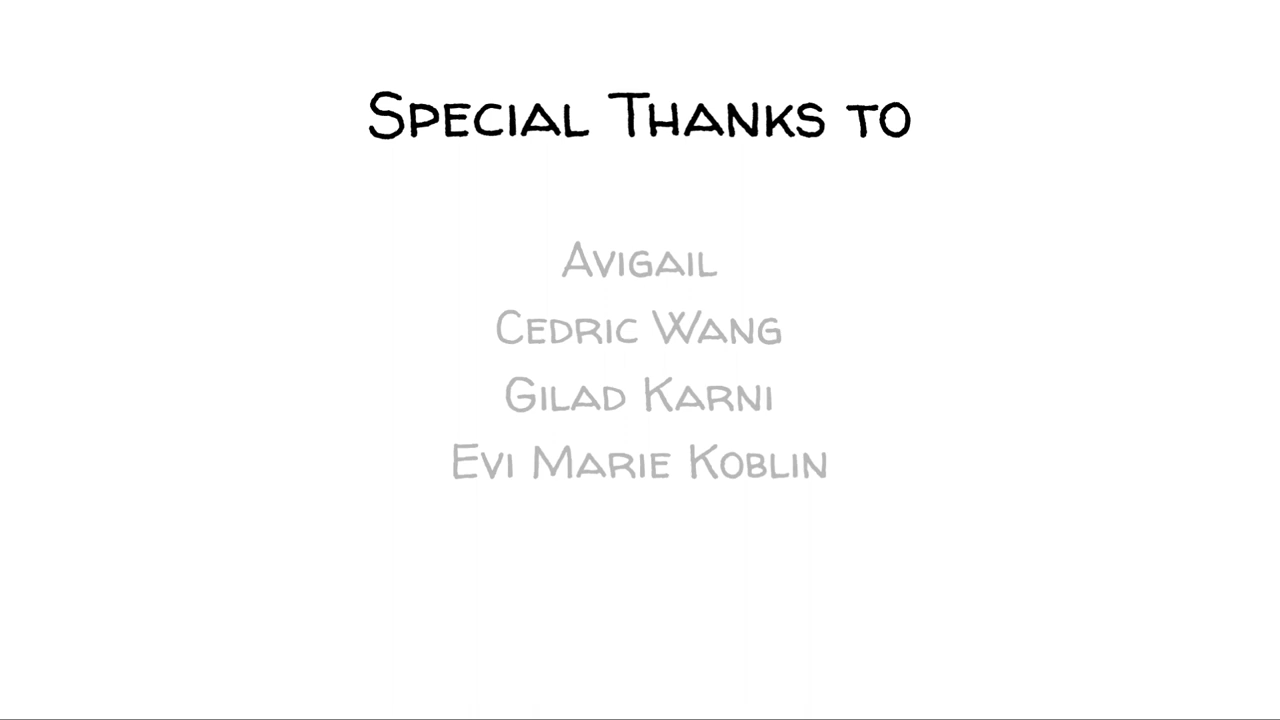 Special Thanks to
Avigail
Cedric Wang
Gilad Karni
Evi Marie Koblin